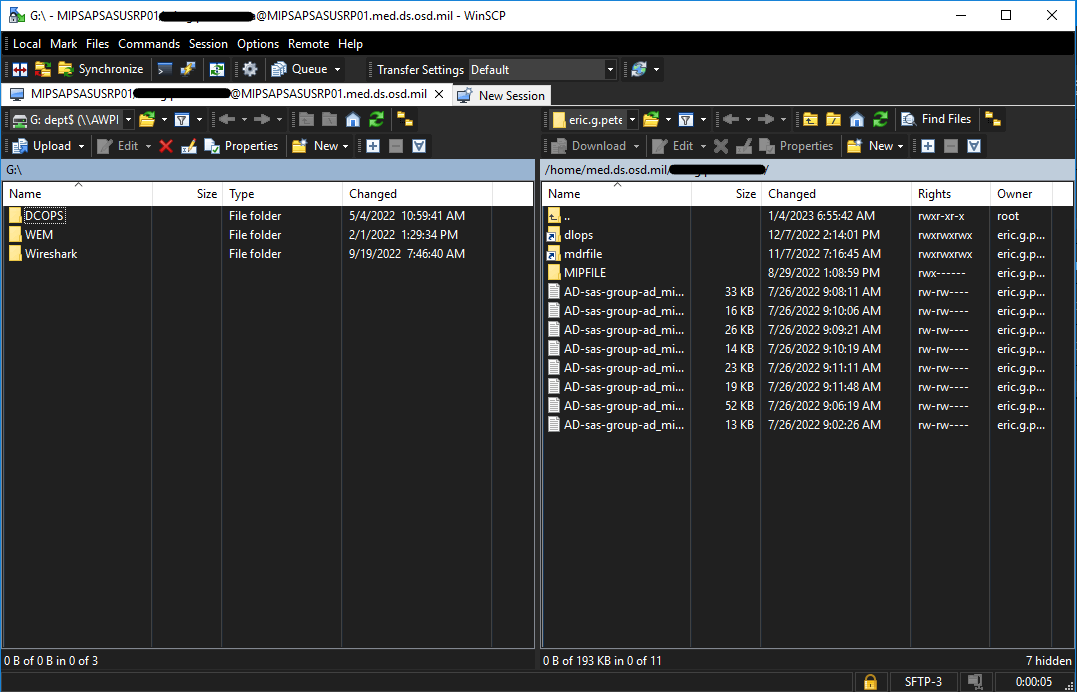 G:\ - MIPSAPSASUSRP01 @MIPSAPSASUSRP01.med.ds.osd.mil - WinSCP
Local Mark Files Commands Session Options Remote Help
Synchronize Queue Transfer Settings Default
MIPSAPSASUSRP01 @MIPSAPSASUSRP01.med.ds.osd.mil × New Session
G: dept$ (\\AWPI eric.g.pete Find Files
Upload Edit Properties New Download Edit Properties New
G:\ /home/med.ds.osd.mil/ /
Name Size Type Changed Name Size Changed Rights Owner
DCOPS File folder 5/4/2022 10:59:41 AM .. 1/4/2023 6:55:42 AM rwxr-xr-x root
WEM File folder 2/1/2022 1:29:34 PM dlops 12/7/2022 2:14:01 PM rwxrwxrwx eric.g.p...
Wireshark File folder 9/19/2022 7:46:40 AM mdrfile 11/7/2022 7:16:45 AM rwxrwxrwx eric.g.p...
MIPFILE 8/29/2022 1:08:59 PM rwx------ eric.g.p...
AD-sas-group-ad_mi... 33 KB 7/26/2022 9:08:11 AM rw-rw---- eric.g.p...
AD-sas-group-ad_mi... 16 KB 7/26/2022 9:10:06 AM rw-rw---- eric.g.p...
AD-sas-group-ad_mi... 26 KB 7/26/2022 9:09:21 AM rw-rw---- eric.g.p...
AD-sas-group-ad_mi... 14 KB 7/26/2022 9:10:19 AM rw-rw---- eric.g.p...
AD-sas-group-ad_mi... 23 KB 7/26/2022 9:11:11 AM rw-rw---- eric.g.p...
AD-sas-group-ad_mi... 19 KB 7/26/2022 9:11:48 AM rw-rw---- eric.g.p...
AD-sas-group-ad_mi... 52 KB 7/26/2022 9:06:19 AM rw-rw---- eric.g.p...
AD-sas-group-ad_mi... 13 KB 7/26/2022 9:02:26 AM rw-rw---- eric.g.p...
0 B of 0 B in 0 of 3 0 B of 193 KB in 0 of 11 7 hidden
SFTP-3 0:00:05